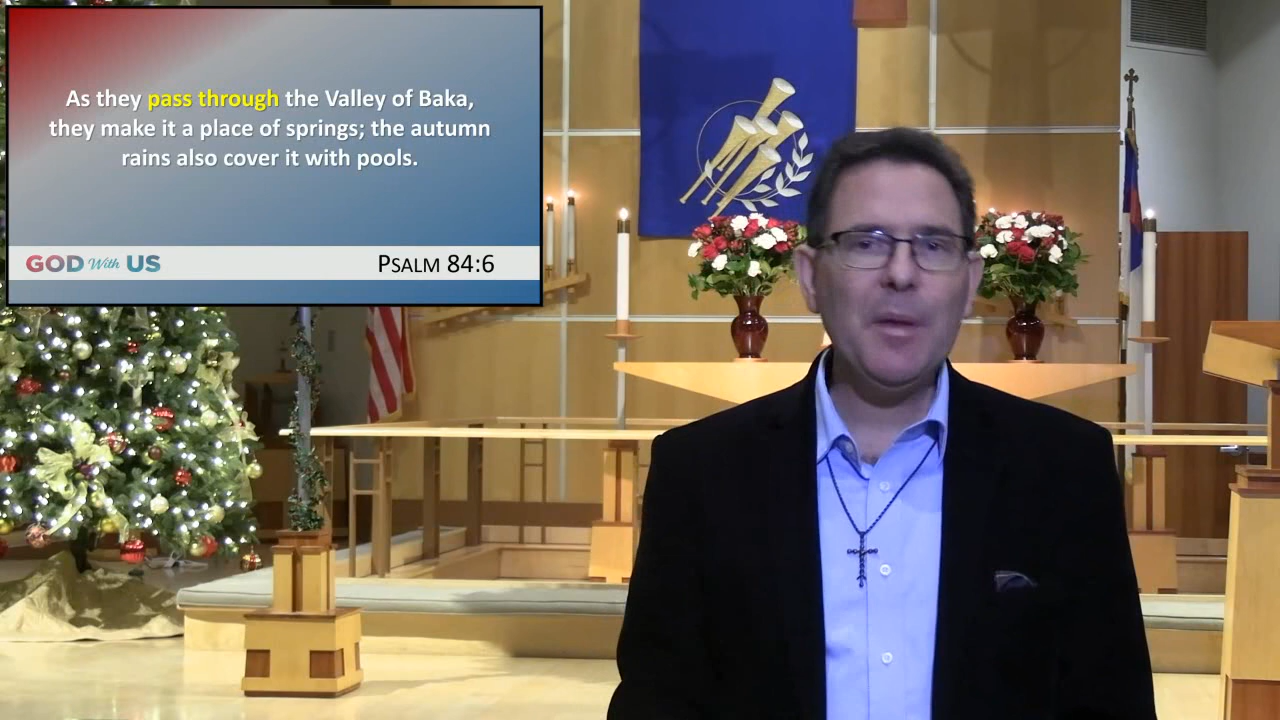 As they pass through the Valley of Baka,
they make it a place of springs; the autumn
rains also cover it with pools.
GOD With US
PSALM 84:6